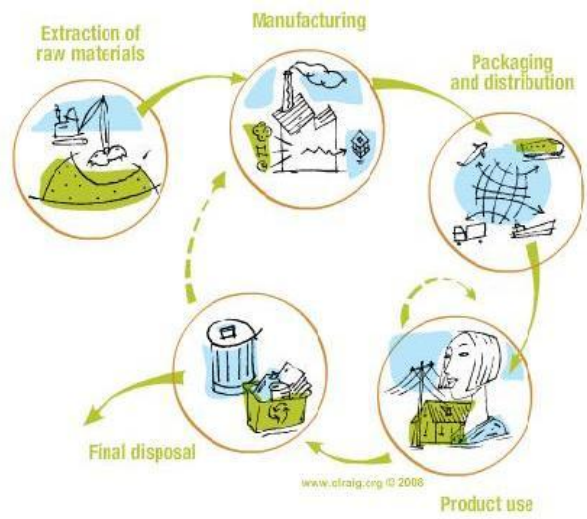 Extraction of
raw materials
Manufacturing
Packaging
and distribution
Final disposal
www.ciraig.org © 2008
Product use